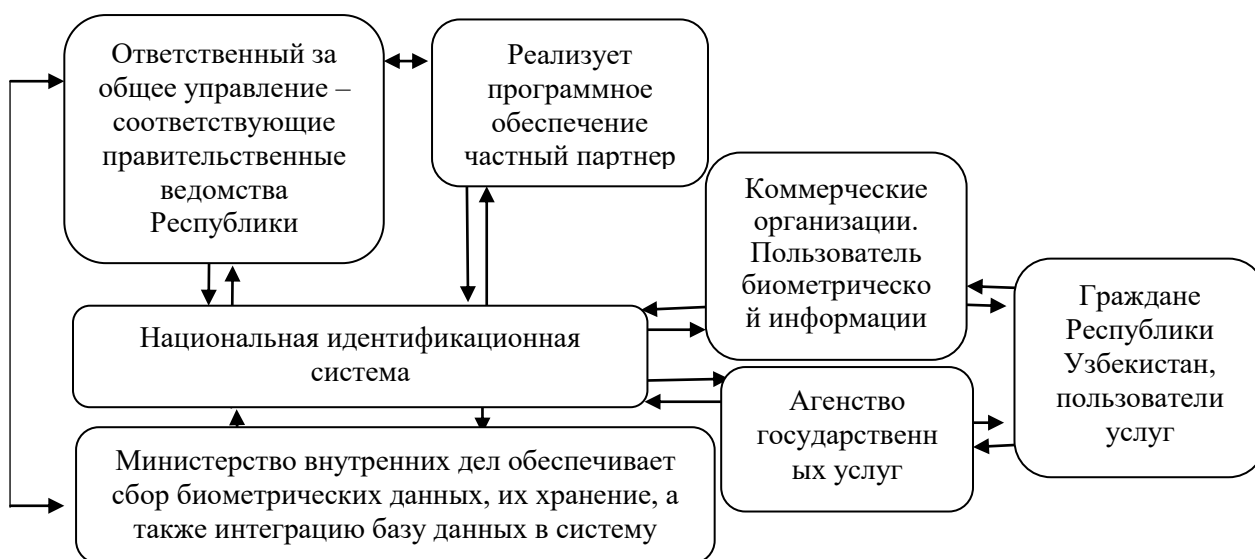 Ответственный за
общее управление –
соответствующие
правительственные
ведомства
Республики
Реализует
программное
обеспечение
частный партнер
Коммерческие
организации.
Пользователь
биометрическо
й информации
Граждане
Республики
Узбекистан,
пользователи
услуг
Национальная идентификационная
система
Агенство
государственн
ых услуг
Министерство внутренних дел обеспечивает
сбор биометрических данных, их хранение, а
также интеграцию базу данных в систему